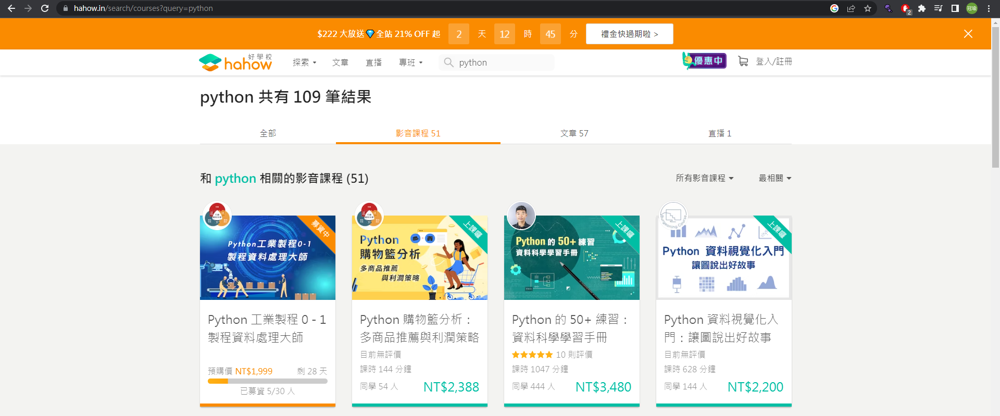 hahow.in/search/courses?query=python
2
冠瑜
$222 大放送💎全站 21% OFF 起 2 天 12 時 45 分 禮金快過期啦 >
好學校
hahow 探索 文章 直播 專班 python 優惠中 登入/註冊
python 共有 109 筆結果
全部 影音課程 51 文章 57 直播 1
和 python 相關的影音課程 (51) 所有影音課程 最相關
募資中
Python工業製程0-1
製程資料處理大師
Python 工業製程 0 - 1
製程資料處理大師
預購價 NT$1,999 剩 28 天
已募資 5/30 人
上課囉
Python
購物籃分析
多商品推薦
與利潤策略
Python 購物籃分析：
多商品推薦與利潤策略
目前無評價
課時 144 分鐘
同學 54 人 NT$2,388
上課囉
Python 的 50+ 練習
資料科學學習手冊
Python 的 50+ 練習：
資料科學學習手冊
10 則評價
課時 1047 分鐘
同學 444 人 NT$3,480
Burgeoning Course
上課囉
Python 資料視覺化入門
讓圖說出好故事
Python 資料視覺化入
門：讓圖說出好故事
目前無評價
課時 628 分鐘
同學 144 人 NT$2,200